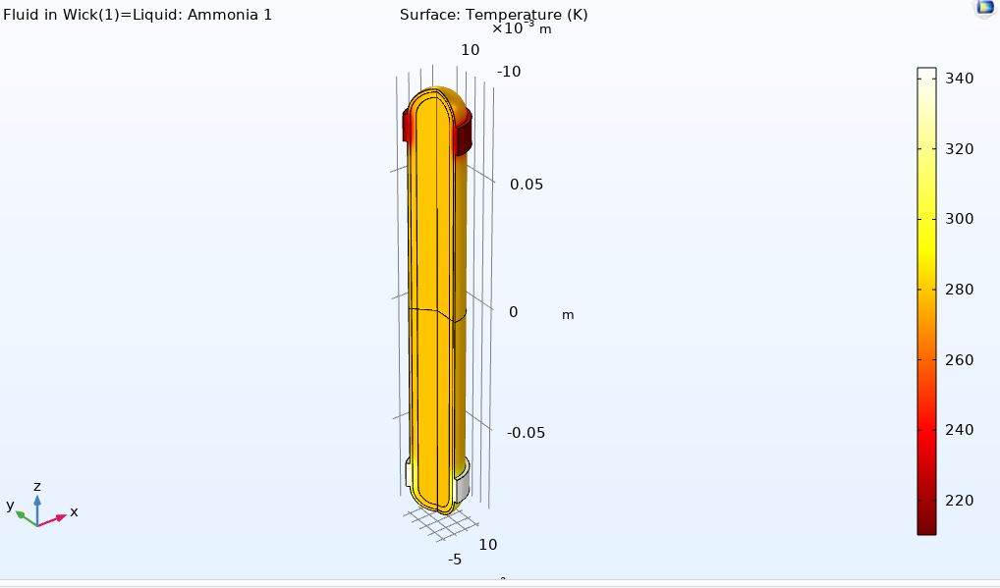 Fluid in Wick(1)=Liquid: Ammonia 1
Surface: Temperature (K)
×10⁻³ m
10
-10
340
320
300
280
260
240
220
0.05
0
m
-0.05
z
y
x
10
-5